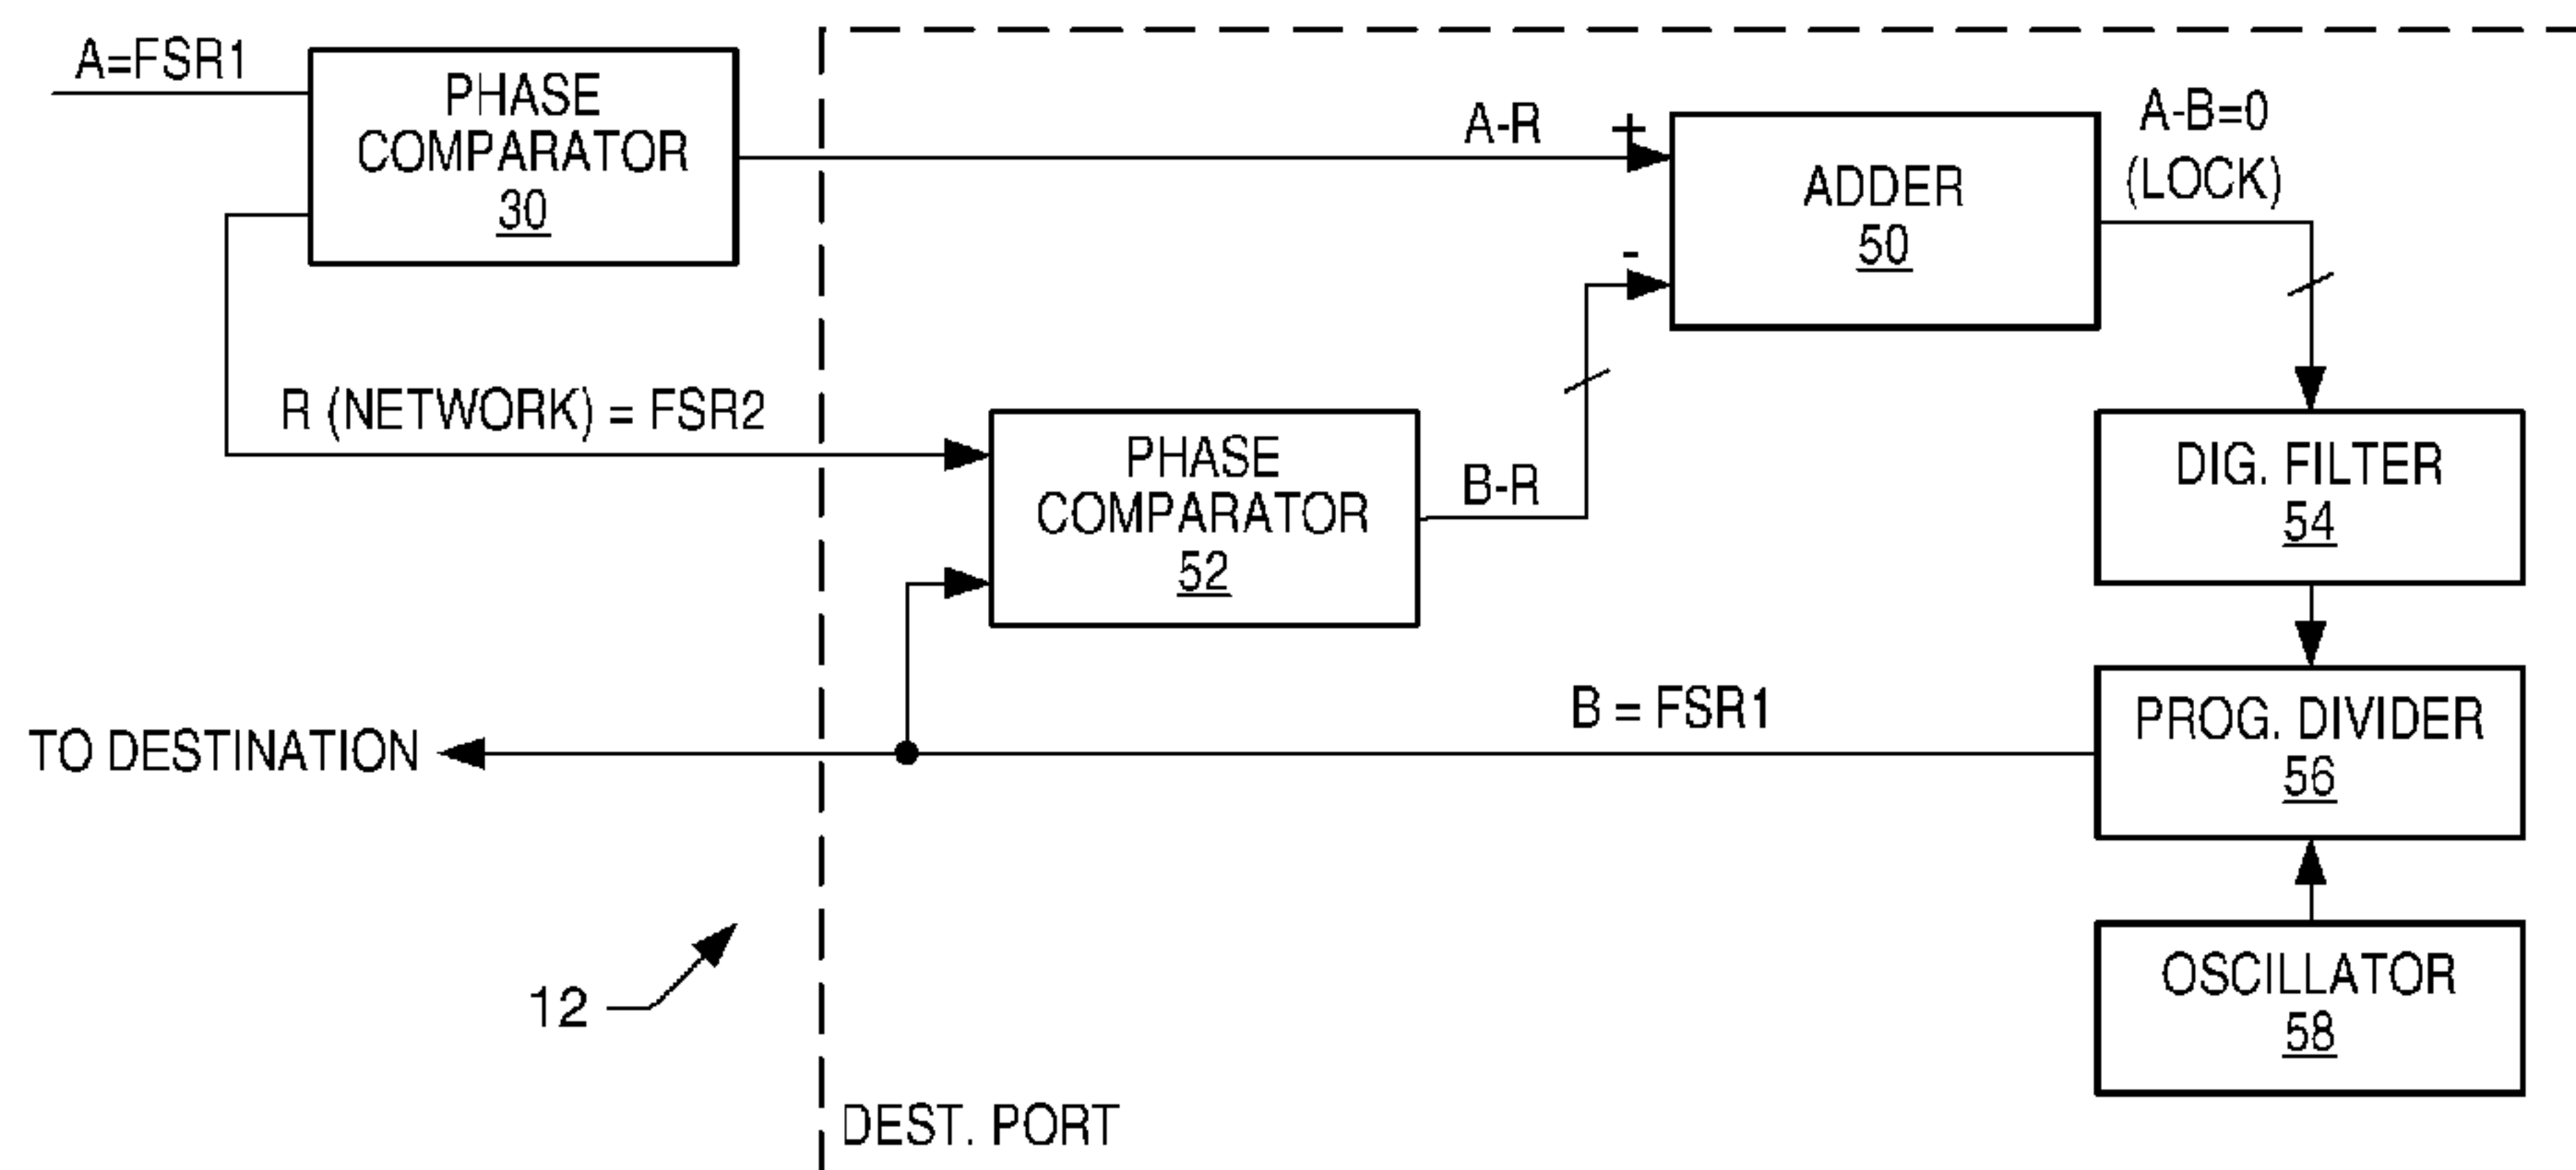 A=FSR1
PHASE
COMPARATOR
30
A-R
+
-
ADDER
50
A-B=0
(LOCK)
R (NETWORK) = FSR2
PHASE
COMPARATOR
52
B-R
DIG. FILTER
54
PROG. DIVIDER
56
B = FSR1
TO DESTINATION
OSCILLATOR
58
12
DEST. PORT